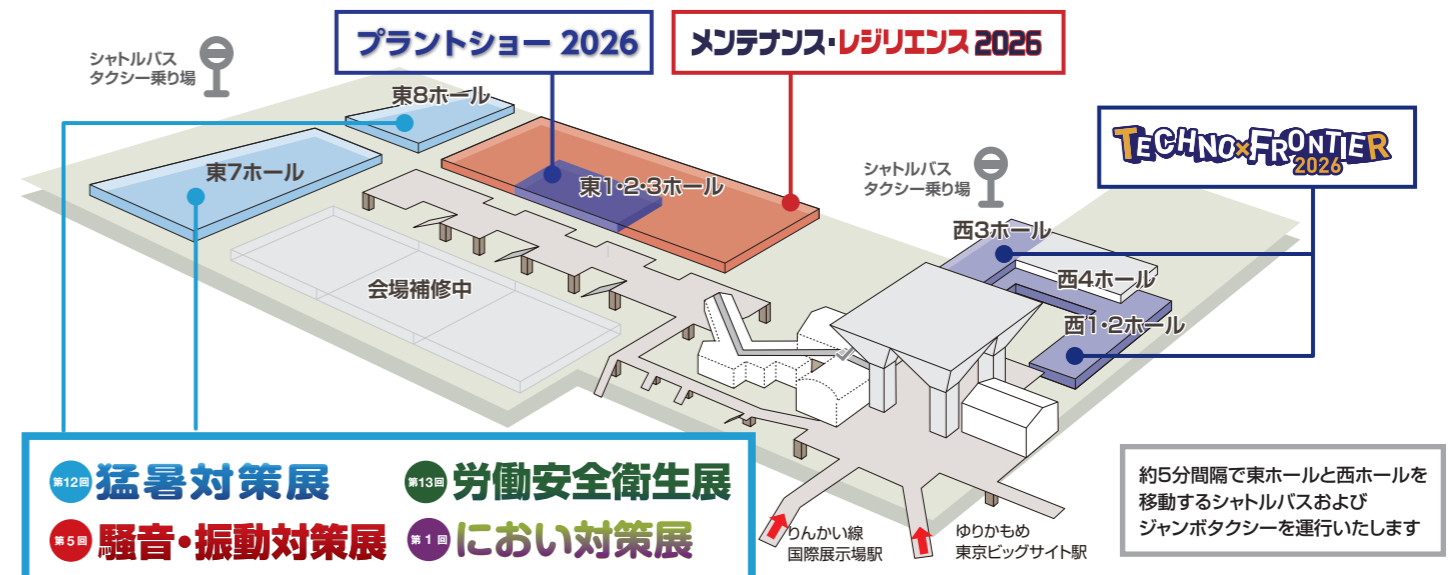 プラントショー 2026
メンテナンス・レジリエンス 2026
シャトルバス
タクシー乗り場
東8ホール
TECHNO×FRONTIER
2026
東7ホール
東1・2・3ホール
シャトルバス
タクシー乗り場
西3ホール
西4ホール
会場補修中
西1・2ホール
第12回 猛暑対策展
第13回 労働安全衛生展
第5回 騒音・振動対策展
第1回 におい対策展
りんかい線
国際展示場駅
ゆりかもめ
東京ビッグサイト駅
約5分間隔で東ホールと西ホールを
移動するシャトルバスおよび
ジャンボタクシーを運行いたします